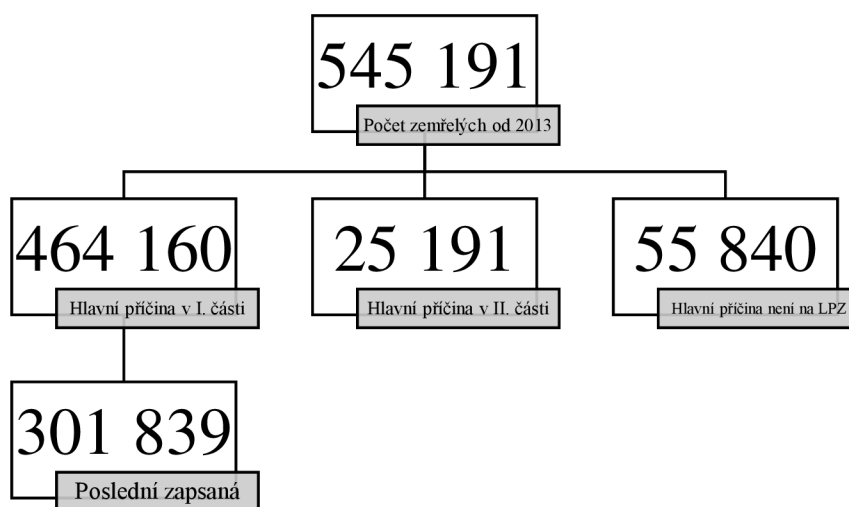 545 191
Počet zemřelých od 2013
464 160
Hlavní příčina v I. části
25 191
Hlavní příčina v II. části
55 840
Hlavní příčina není na LPZ
301 839
Poslední zapsaná